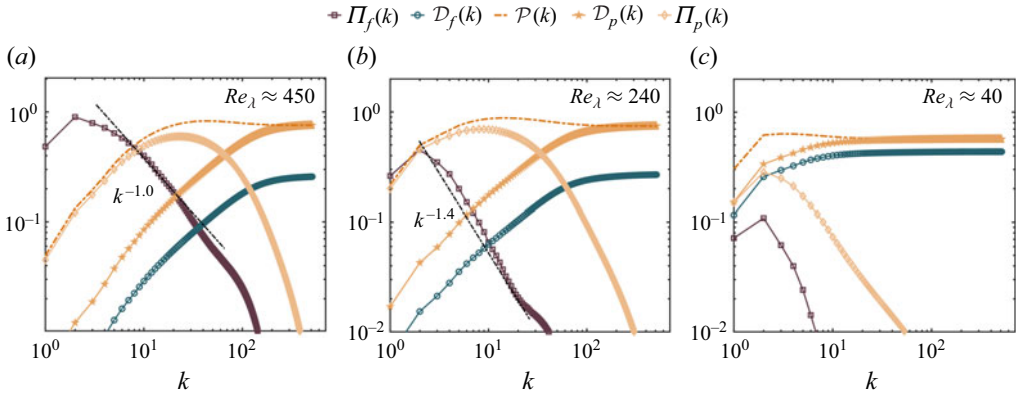 Π_f(k) 𝒟_f(k) 𝒫(k) 𝒟_p(k) Π_p(k)
(a) (b) (c)
Re_λ ≈ 450 Re_λ ≈ 240 Re_λ ≈ 40
10^0 10^0 10^0
k^{-1.0} k^{-1.4}
10^{-1} 10^{-1} 10^{-1}
10^{-2} 10^{-2}
10^0 10^1 10^2 10^0 10^1 10^2 10^0 10^1 10^2
k k k